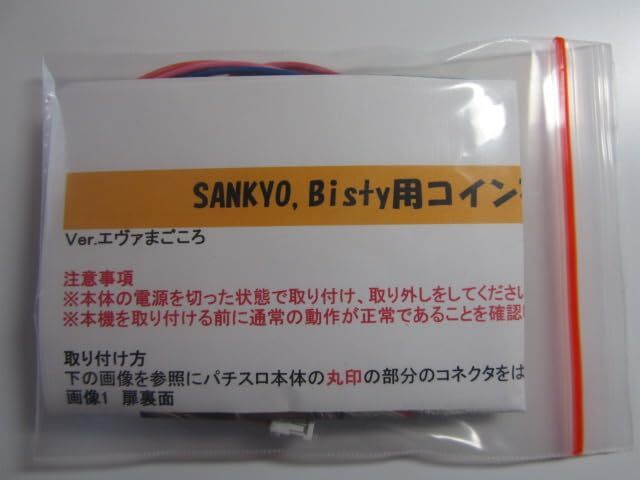 SANKYO,Bisty用コイン
Ver.エヴァまごころ
注意事項
※本体の電源を切った状態で取り付け、取り外しをしてくださ
※本機を取り付ける前に通常の動作が正常であることを確認
取り付け方
下の画像を参照にパチスロ本体の丸印の部分のコネクタをは
画像1 扉裏面